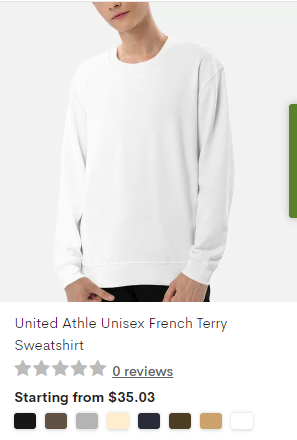 United Athle Unisex French Terry
Sweatshirt
0 reviews
Starting from $35.03